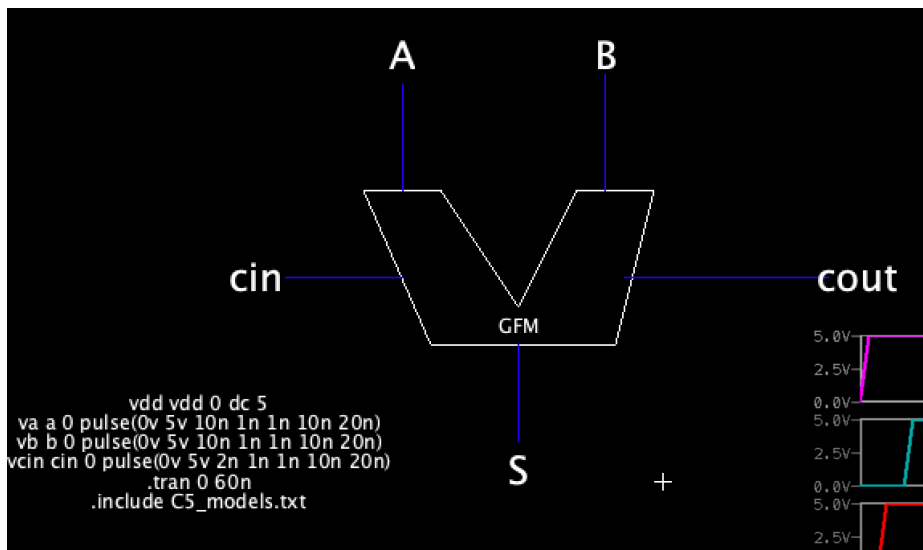 A
B
cin
cout
GFM
5.0V
2.5V
0.0V
5.0V
2.5V
0.0V
5.0V
2.5V
vdd vdd 0 dc 5
va a 0 pulse(0v 5v 10n 1n 1n 10n 20n)
vb b 0 pulse(0v 5v 10n 1n 1n 10n 20n)
vcin cin 0 pulse(0v 5v 2n 1n 1n 10n 20n)
.tran 0 60n
.include C5_models.txt
S